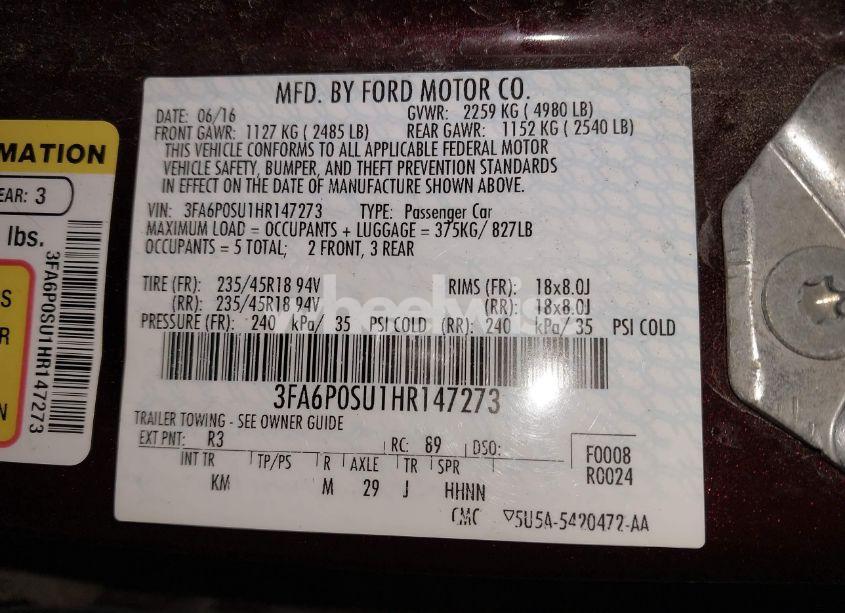 MFD. BY FORD MOTOR CO.
DATE: 06/16 GVWR: 2259 KG ( 4980 LB)
FRONT GAWR: 1127 KG ( 2485 LB) REAR GAWR: 1152 KG ( 2540 LB)
THIS VEHICLE CONFORMS TO ALL APPLICABLE FEDERAL MOTOR
VEHICLE SAFETY, BUMPER, AND THEFT PREVENTION STANDARDS
IN EFFECT ON THE DATE OF MANUFACTURE SHOWN ABOVE.
VIN: 3FA6P0SU1HR147273 TYPE: Passenger Car
MAXIMUM LOAD = OCCUPANTS + LUGGAGE = 375KG/ 827LB
OCCUPANTS = 5 TOTAL; 2 FRONT, 3 REAR
TIRE (FR): 235/45R18 94V RIMS (FR): 18x8.0J
(RR): 235/45R18 94V (RR): 18x8.0J
PRESSURE (FR): 240 kPa/ 35 PSI COLD (RR): 240 kPa/ 35 PSI COLD
wheelwis
3FA6P0SU1HR147273
TRAILER TOWING - SEE OWNER GUIDE
EXT PNT: R3 RC: 89 DSO:
F0008
R0024
INT TR TP/PS R AXLE TR SPR
KM M 29 J HHNN
CMC ▽5U5A-5420472-AA
MATION
EAR: 3
lbs.
3FA6P0SU1HR147273
S
R
N